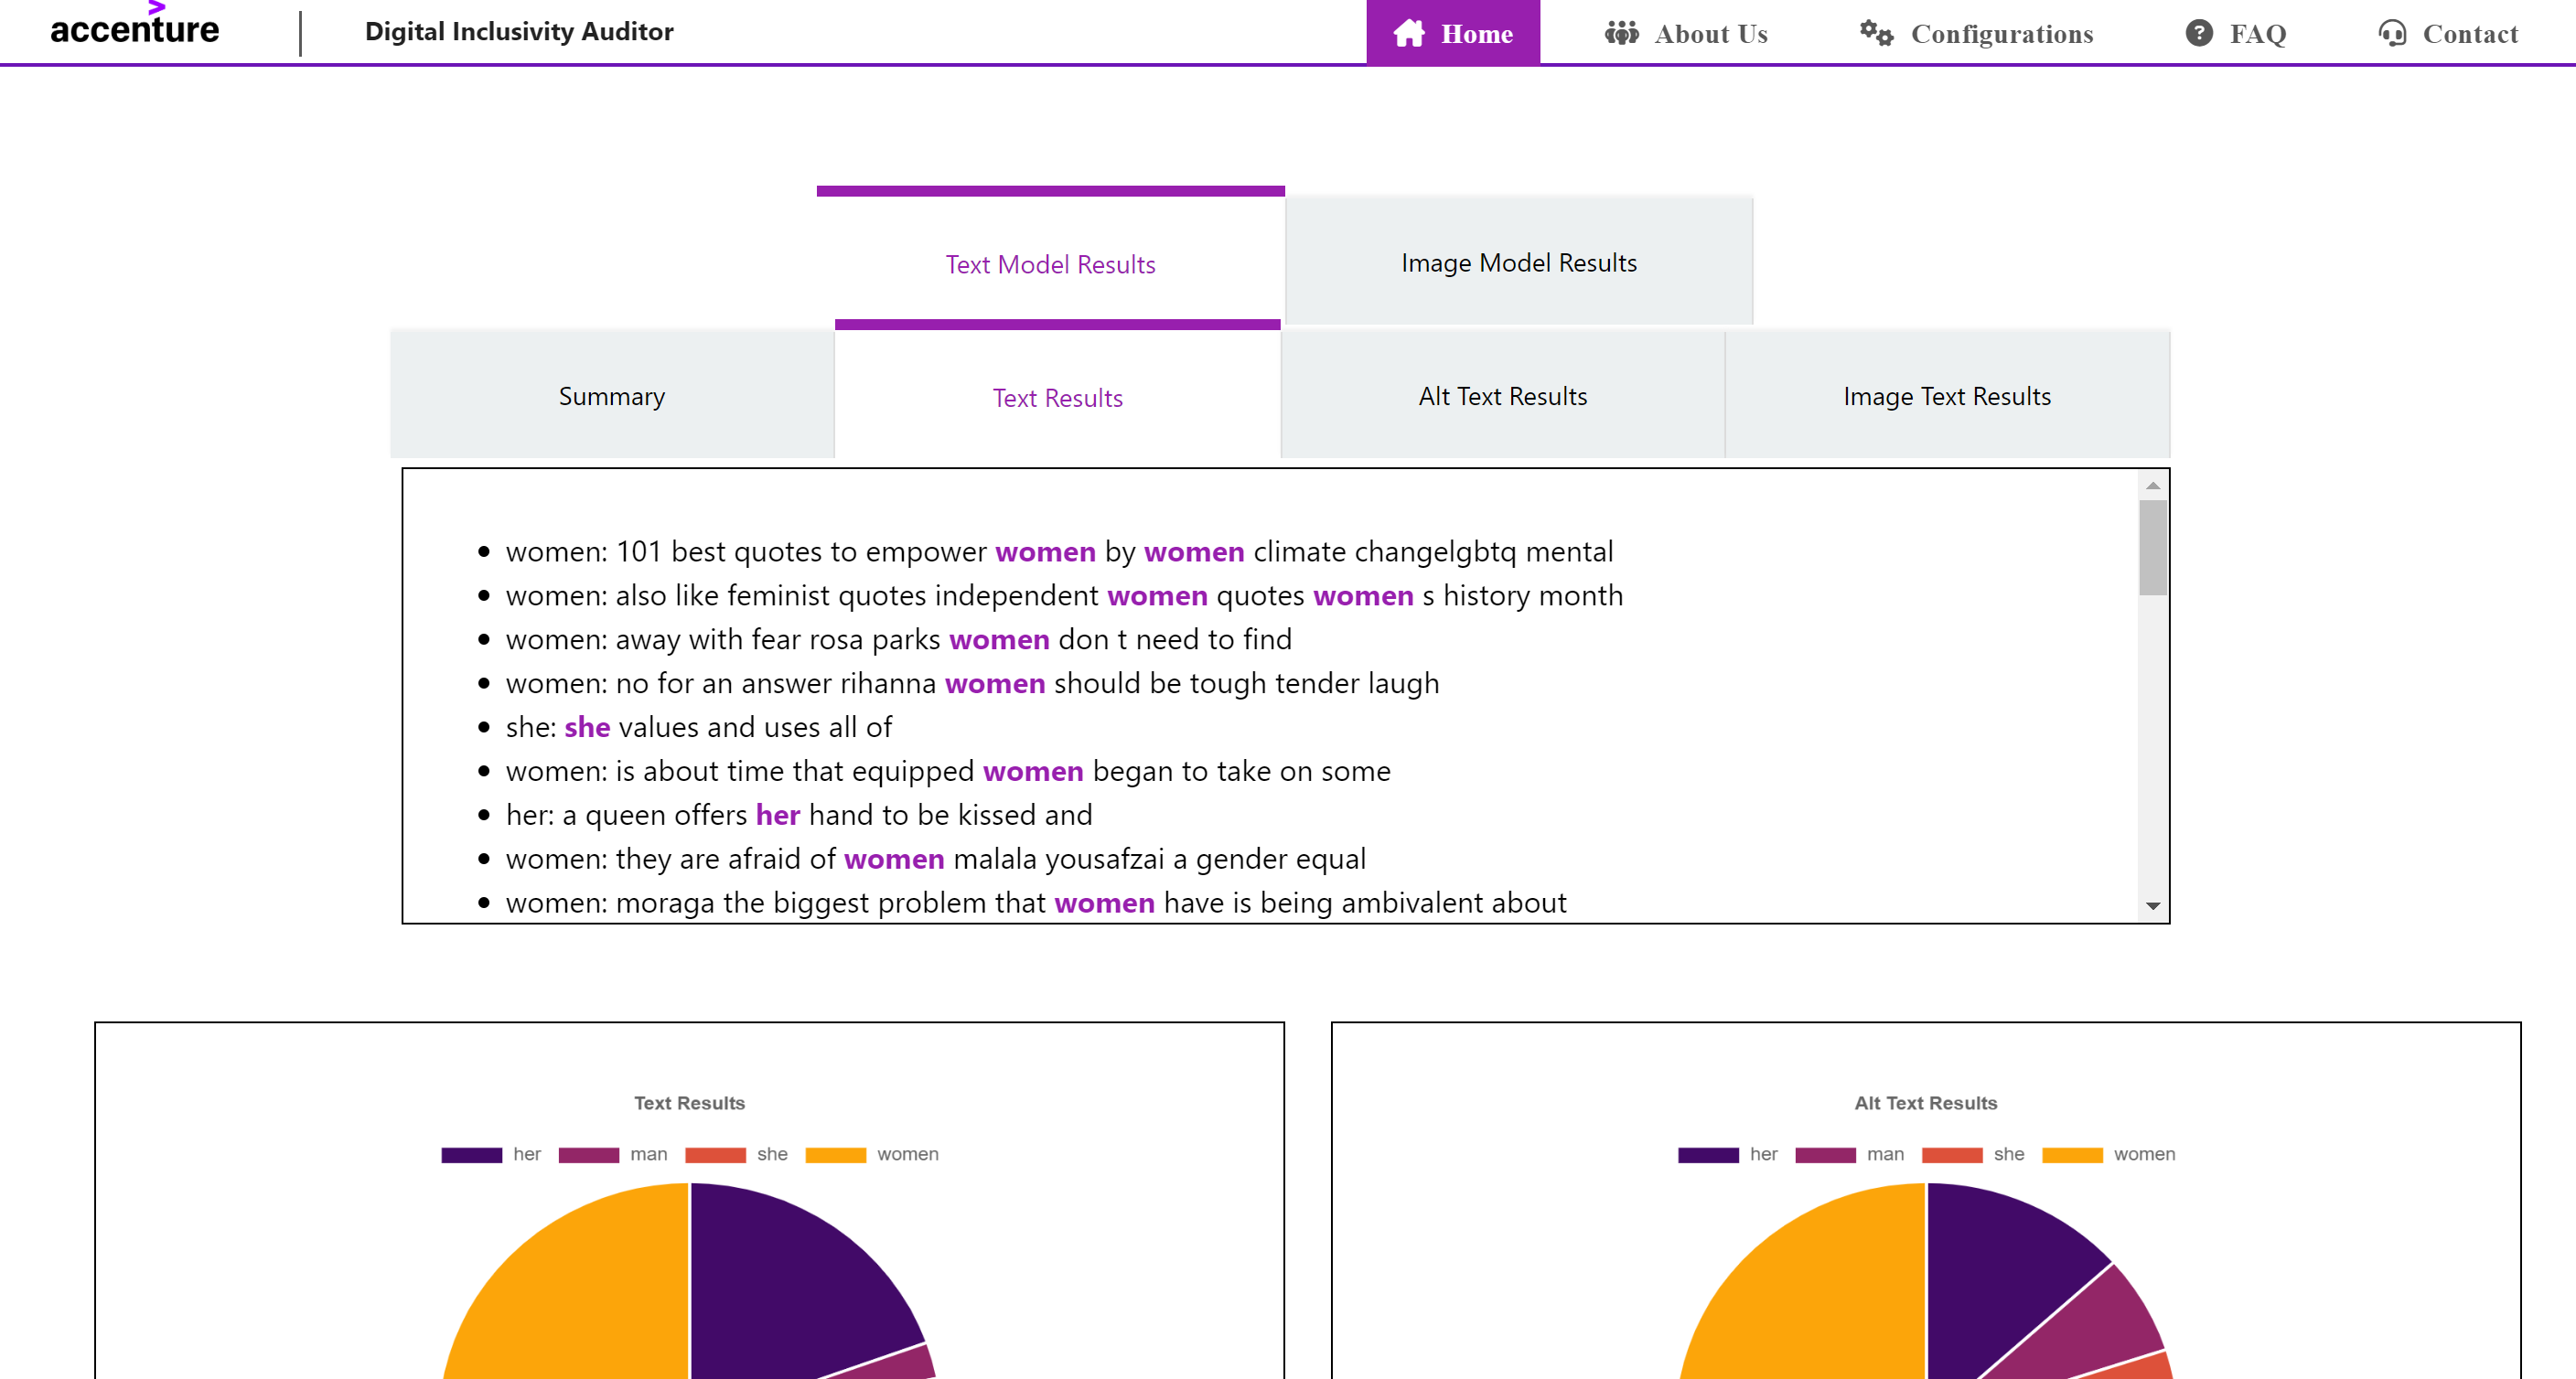 accenture
Digital Inclusivity Auditor
Home
About Us
Configurations
FAQ
Contact
Text Model Results
Image Model Results
Summary
Text Results
Alt Text Results
Image Text Results
women: 101 best quotes to empower women by women climate changelgbtq mental
women: also like feminist quotes independent women quotes women s history month
women: away with fear rosa parks women don t need to find
women: no for an answer rihanna women should be tough tender laugh
she: she values and uses all of
women: is about time that equipped women began to take on some
her: a queen offers her hand to be kissed and
women: they are afraid of women malala yousafzai a gender equal
women: moraga the biggest problem that women have is being ambivalent about
Text Results
her man she women
Alt Text Results
her man she women